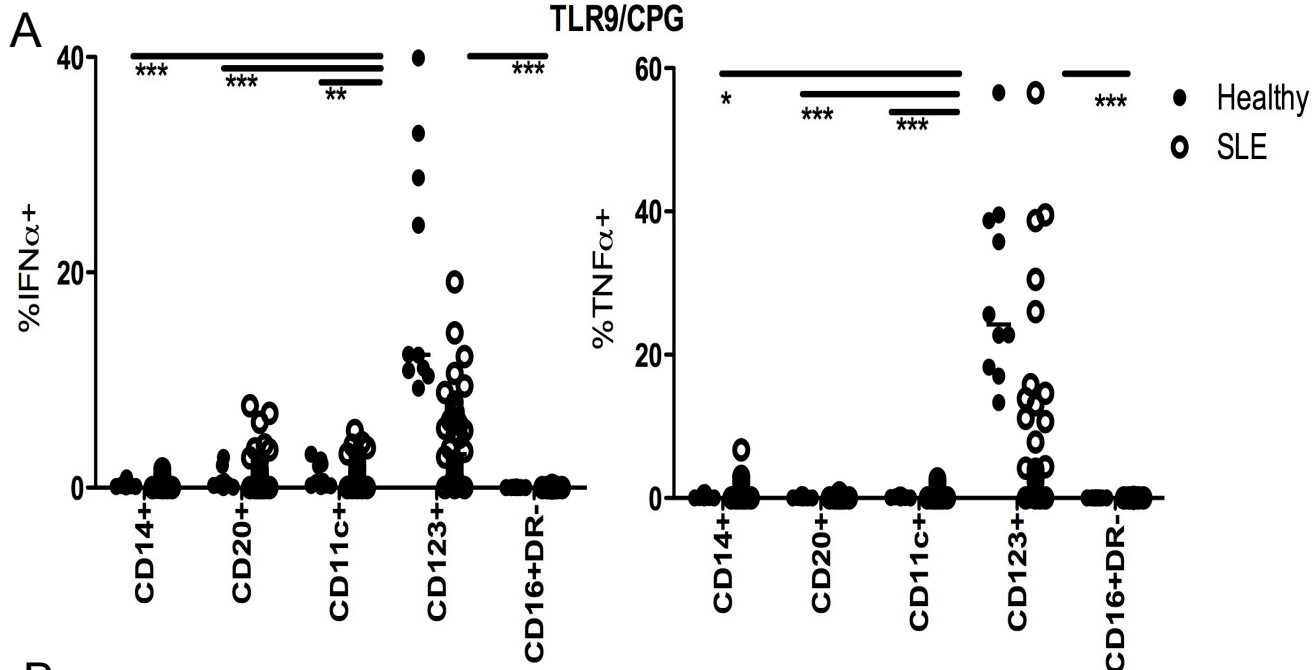 A
TLR9/CPG
40
20
0
%IFNα+
***
***
**
***
CD14+
CD20+
CD11c+
CD123+
CD16+DR-
60
40
20
0
%TNFα+
*
***
***
***
CD14+
CD20+
CD11c+
CD123+
CD16+DR-
Healthy
SLE